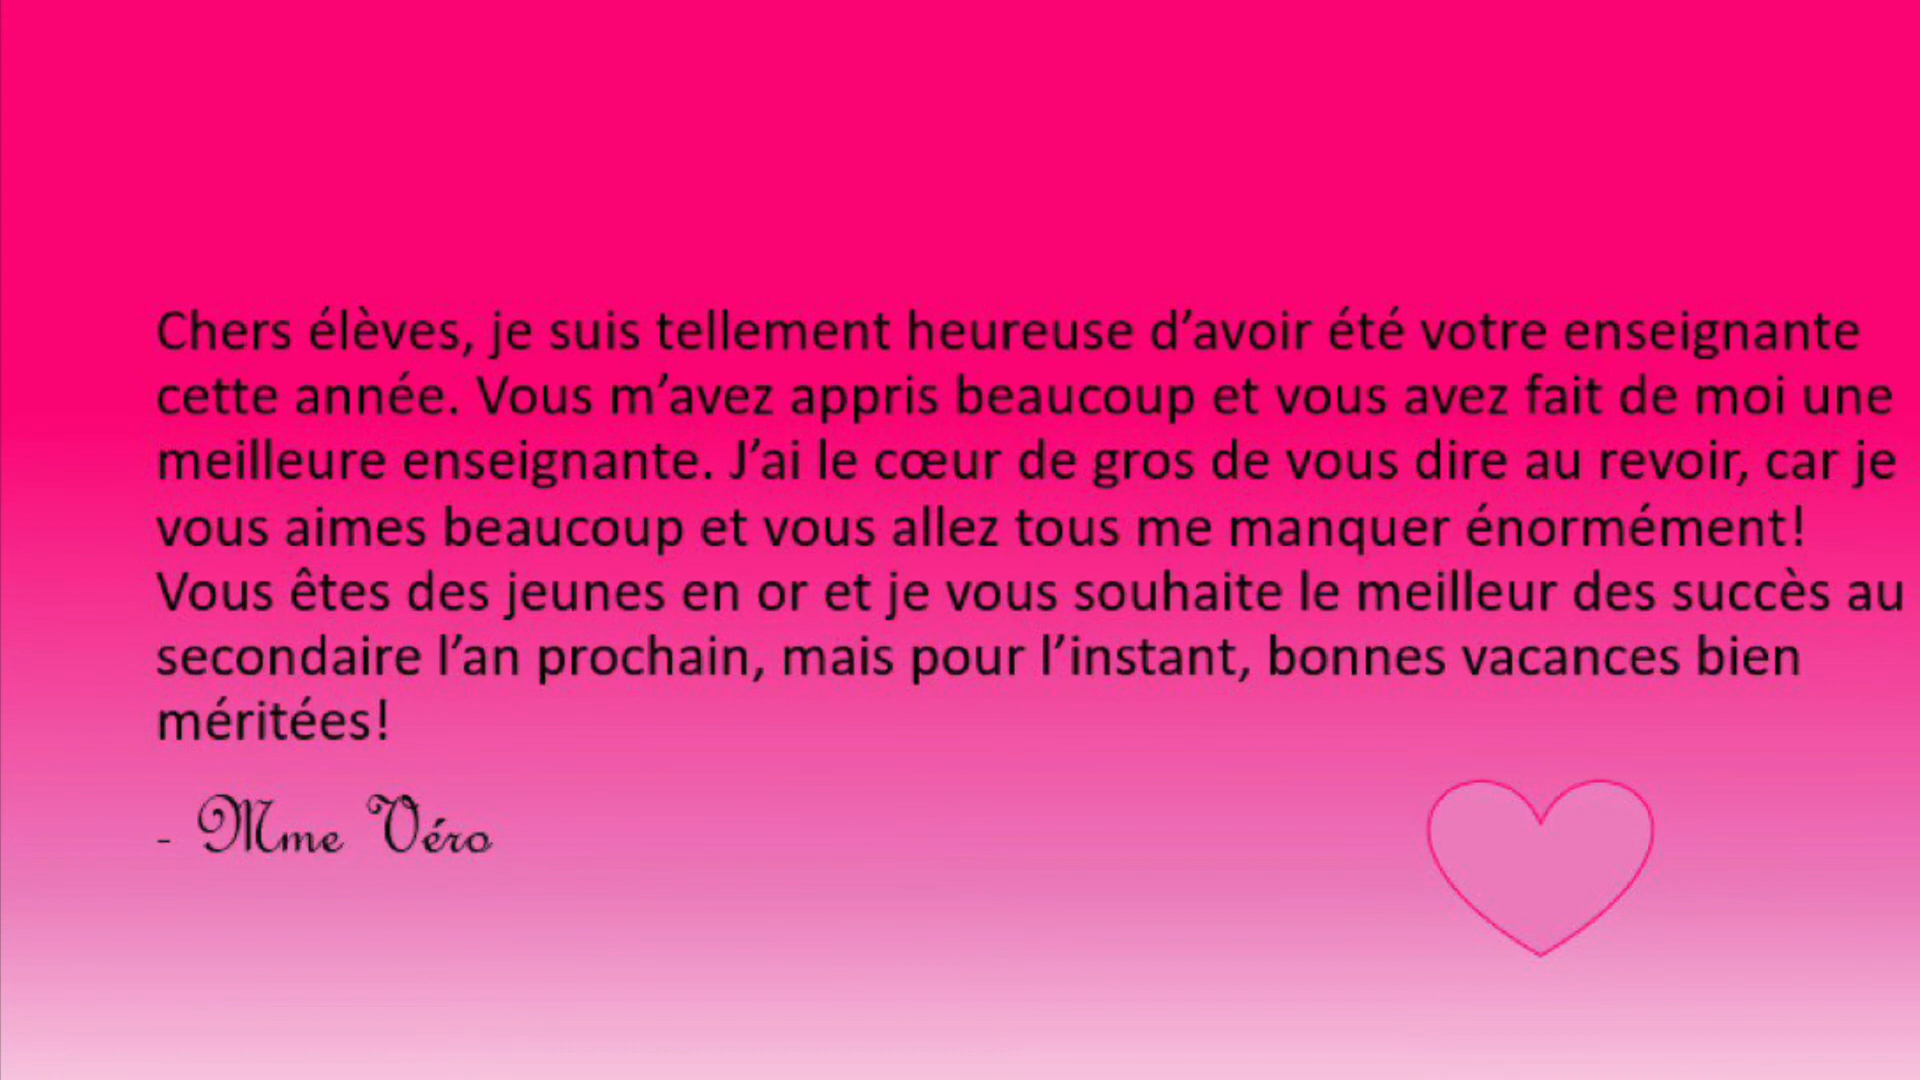 Chers élèves, je suis tellement heureuse d’avoir été votre enseignante
cette année. Vous m’avez appris beaucoup et vous avez fait de moi une
meilleure enseignante. J’ai le cœur de gros de vous dire au revoir, car je
vous aimes beaucoup et vous allez tous me manquer énormément!
Vous êtes des jeunes en or et je vous souhaite le meilleur des succès au
secondaire l’an prochain, mais pour l’instant, bonnes vacances bien
méritées!
- Mme Véro